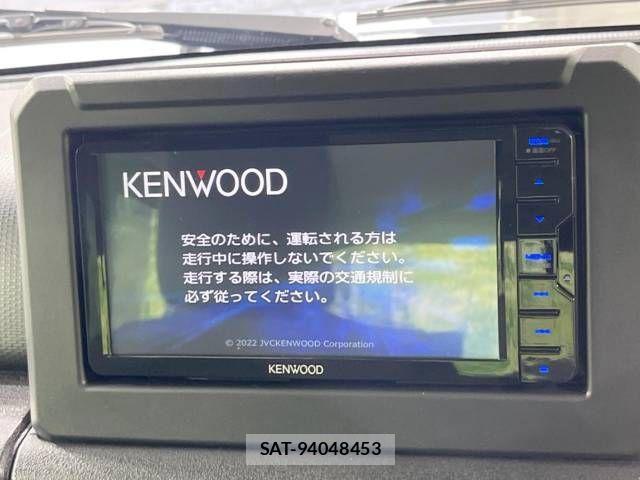 KENWOOD
安全のために、運転される方は
走行中に操作しないでください。
走行する際は、実際の交通規制に
必ず従ってください。
© 2022 JVCKENWOOD Corporation
KENWOOD
MENU
SAT-94048453